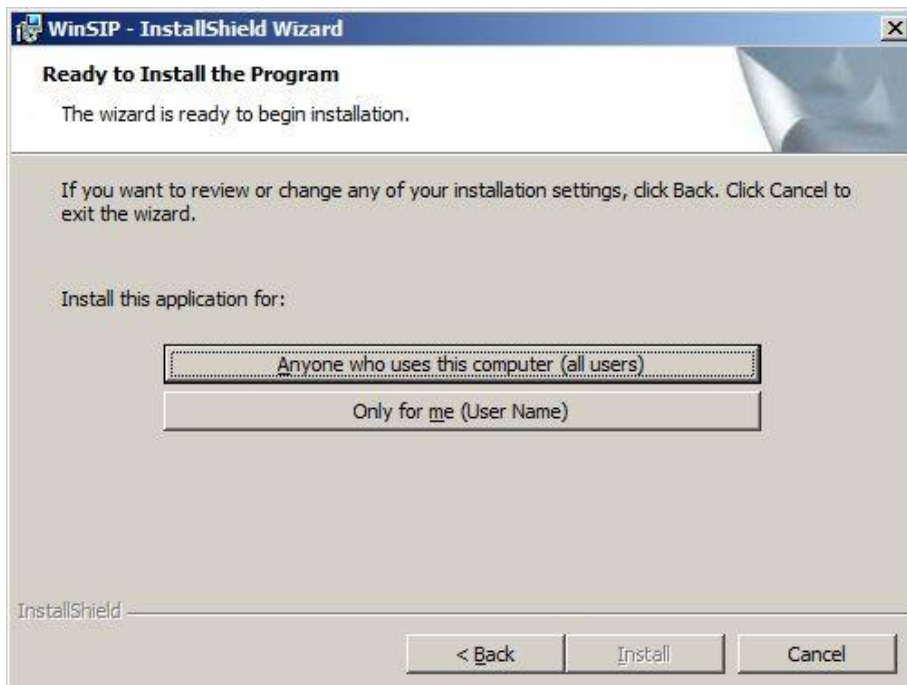 WinSIP - InstallShield Wizard
Ready to Install the Program
The wizard is ready to begin installation.
If you want to review or change any of your installation settings, click Back. Click Cancel to
exit the wizard.
Install this application for:
Anyone who uses this computer (all users)
Only for me (User Name)
InstallShield
< Back Install Cancel